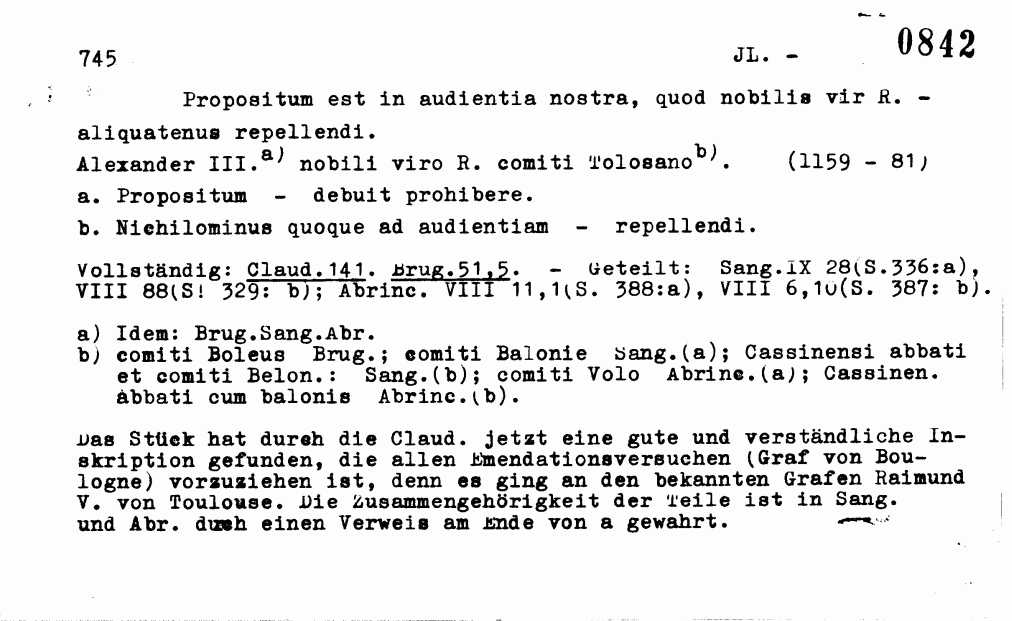 745 JL. - 0842
Propositum est in audientia nostra, quod nobilis vir R. -
aliquatenus repellendi.
Alexander III.a) nobili viro R. comiti Tolosano b). (1159 - 81)
a. Propositum - debuit prohibere.
b. Nichilominus quoque ad audientiam - repellendi.
Vollständig: Claud.141. Brug.51,5. - Geteilt: Sang.IX 28(S.336:a),
VIII 88(S! 329: b); Abrinc. VIII 11,1(S. 388:a), VIII 6,10(S. 387: b).
a) Idem: Brug.Sang.Abr.
b) comiti Boleus Brug.; comiti Balonie Sang.(a); Cassinensi abbati
et comiti Belon.: Sang.(b); comiti Volo Abrinc.(a); Cassinen.
abbati cum balonis Abrinc.(b).
Das Stück hat durch die Claud. jetzt eine gute und verständliche In-
skription gefunden, die allen Emendationsversuchen (Graf von Bou-
logne) vorzuziehen ist, denn es ging an den bekannten Grafen Raimund
V. von Toulouse. Die Zusammengehörigkeit der Teile ist in Sang.
und Abr. durch einen Verweis am Ende von a gewahrt.